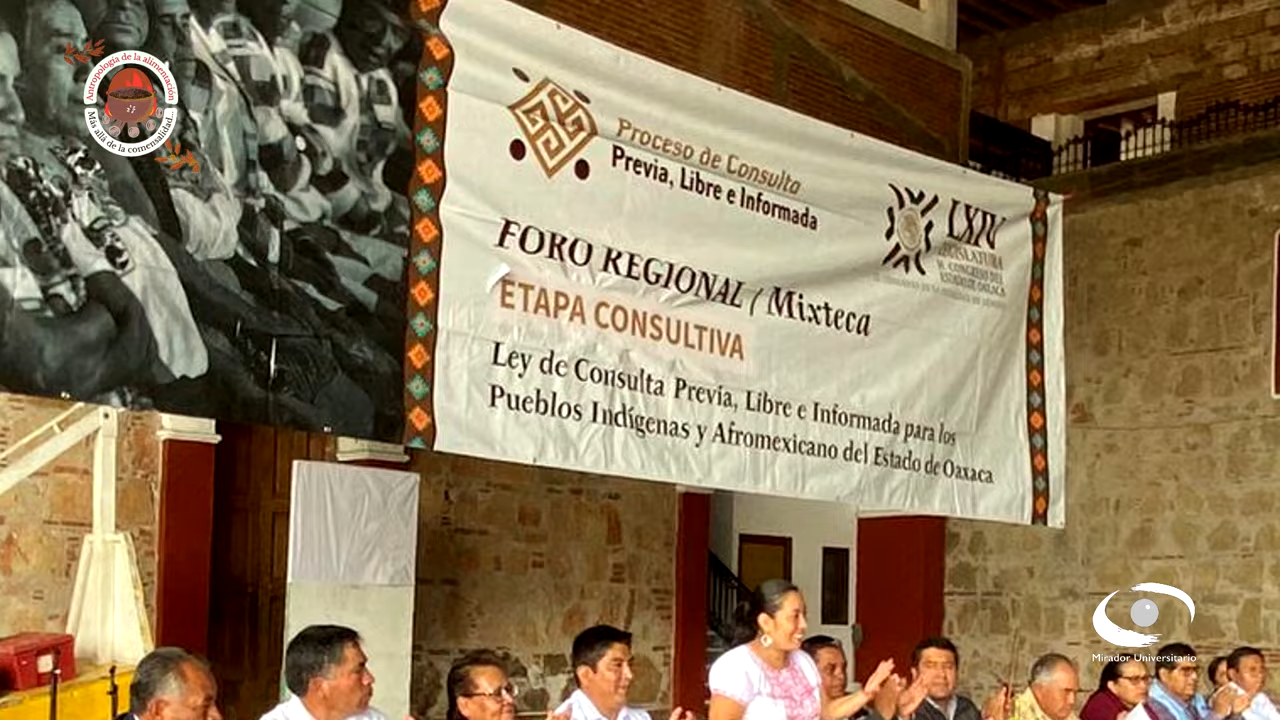 Antropología de la alimentación
Más allá de la comensalidad...
Proceso de Consulta
Previa, Libre e Informada
LXIV
LEGISLATURA
H. CONGRESO DEL
ESTADO DE OAXACA
FORO REGIONAL / Mixteca
ETAPA CONSULTIVA
Ley de Consulta Previa, Libre e Informada para los
Pueblos Indígenas y Afromexicano del Estado de Oaxaca
Mirador Universitario